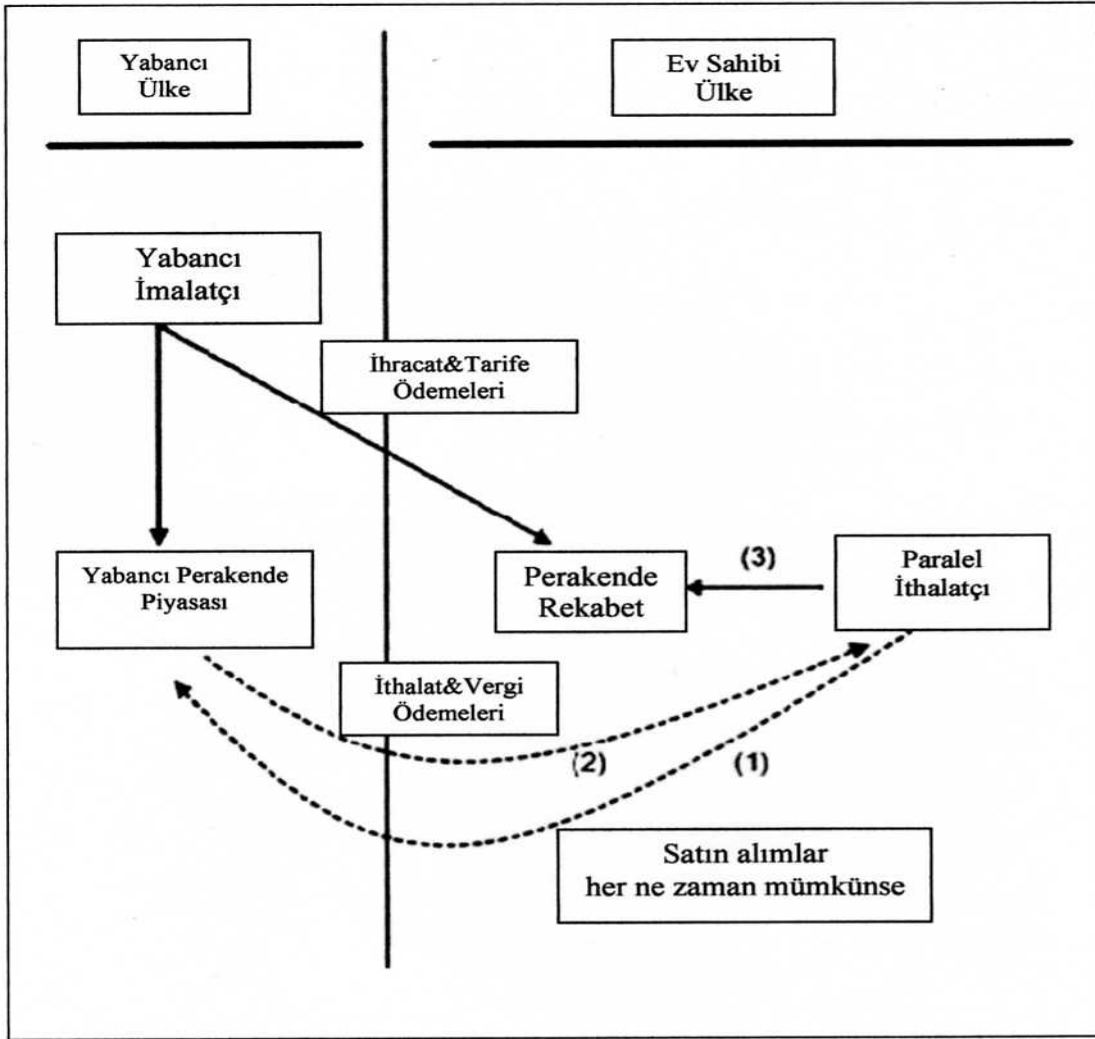 Yabancı
Ülke
Ev Sahibi
Ülke
Yabancı
İmalatçı
İhracat&Tarife
Ödemeleri
Yabancı Perakende
Piyasası
Perakende
Rekabet
(3)
Paralel
İthalatçı
İthalat&Vergi
Ödemeleri
(2)
(1)
Satın alımlar
her ne zaman mümkünse